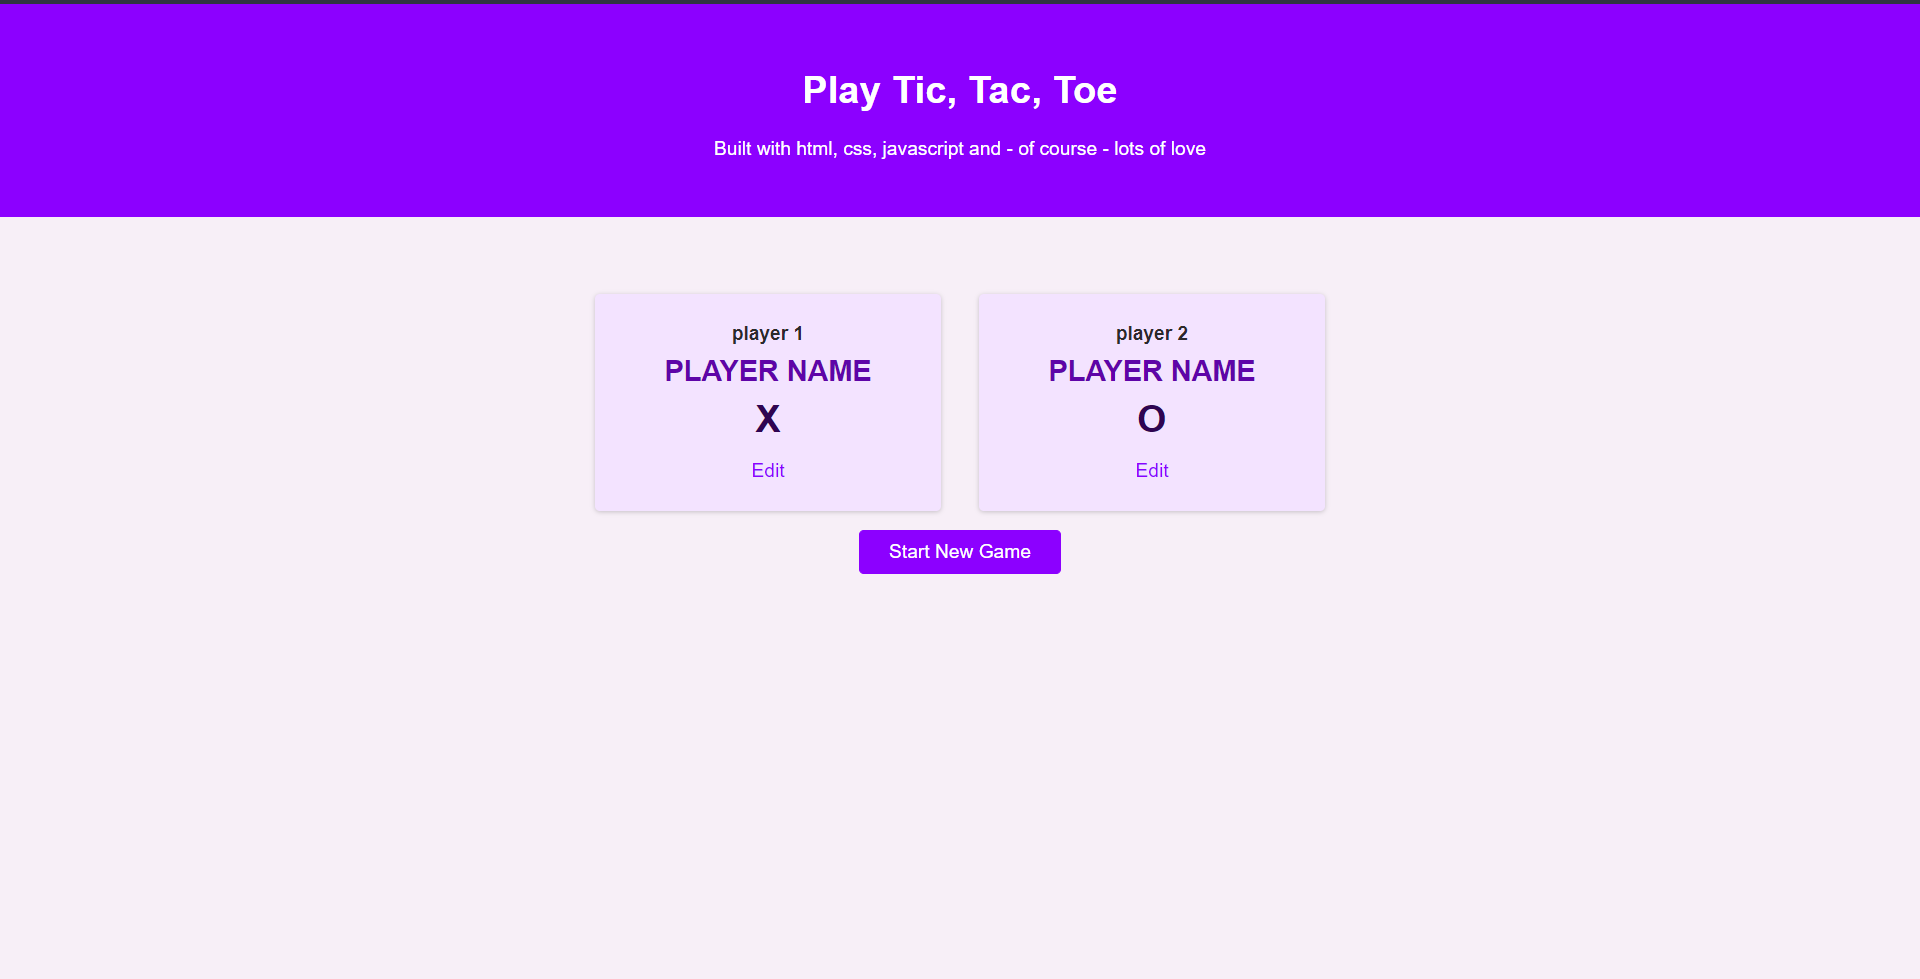 Play Tic, Tac, Toe
Built with html, css, javascript and - of course - lots of love
player 1
PLAYER NAME
X
Edit
player 2
PLAYER NAME
O
Edit
Start New Game